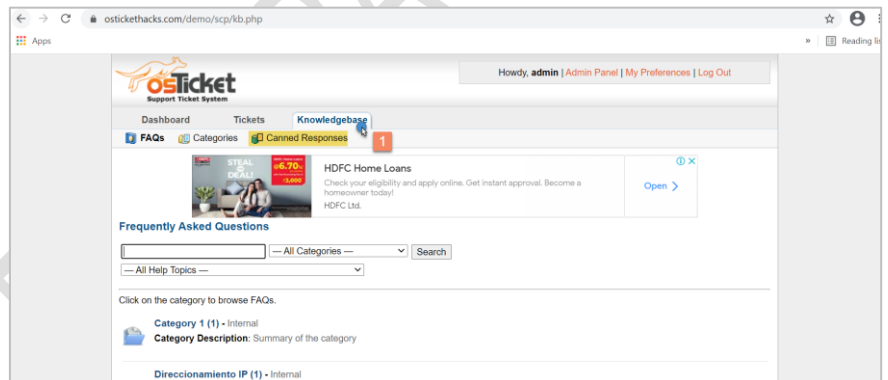 ostickethacks.com/demo/scp/kb.php
Apps
Reading lis
osTicket
Support Ticket System
Howdy, admin | Admin Panel | My Preferences | Log Out
Dashboard Tickets Knowledgebase
FAQs Categories Canned Responses
1
STEAL DEAL!
HDFC Home Loans
Check your eligibility and apply online. Get instant approval. Become a
homeowner today!
HDFC Ltd.
Open
Frequently Asked Questions
— All Categories — Search
— All Help Topics —
Click on the category to browse FAQs.
Category 1 (1) - Internal
Category Description: Summary of the category
Direccionamiento IP (1) - Internal